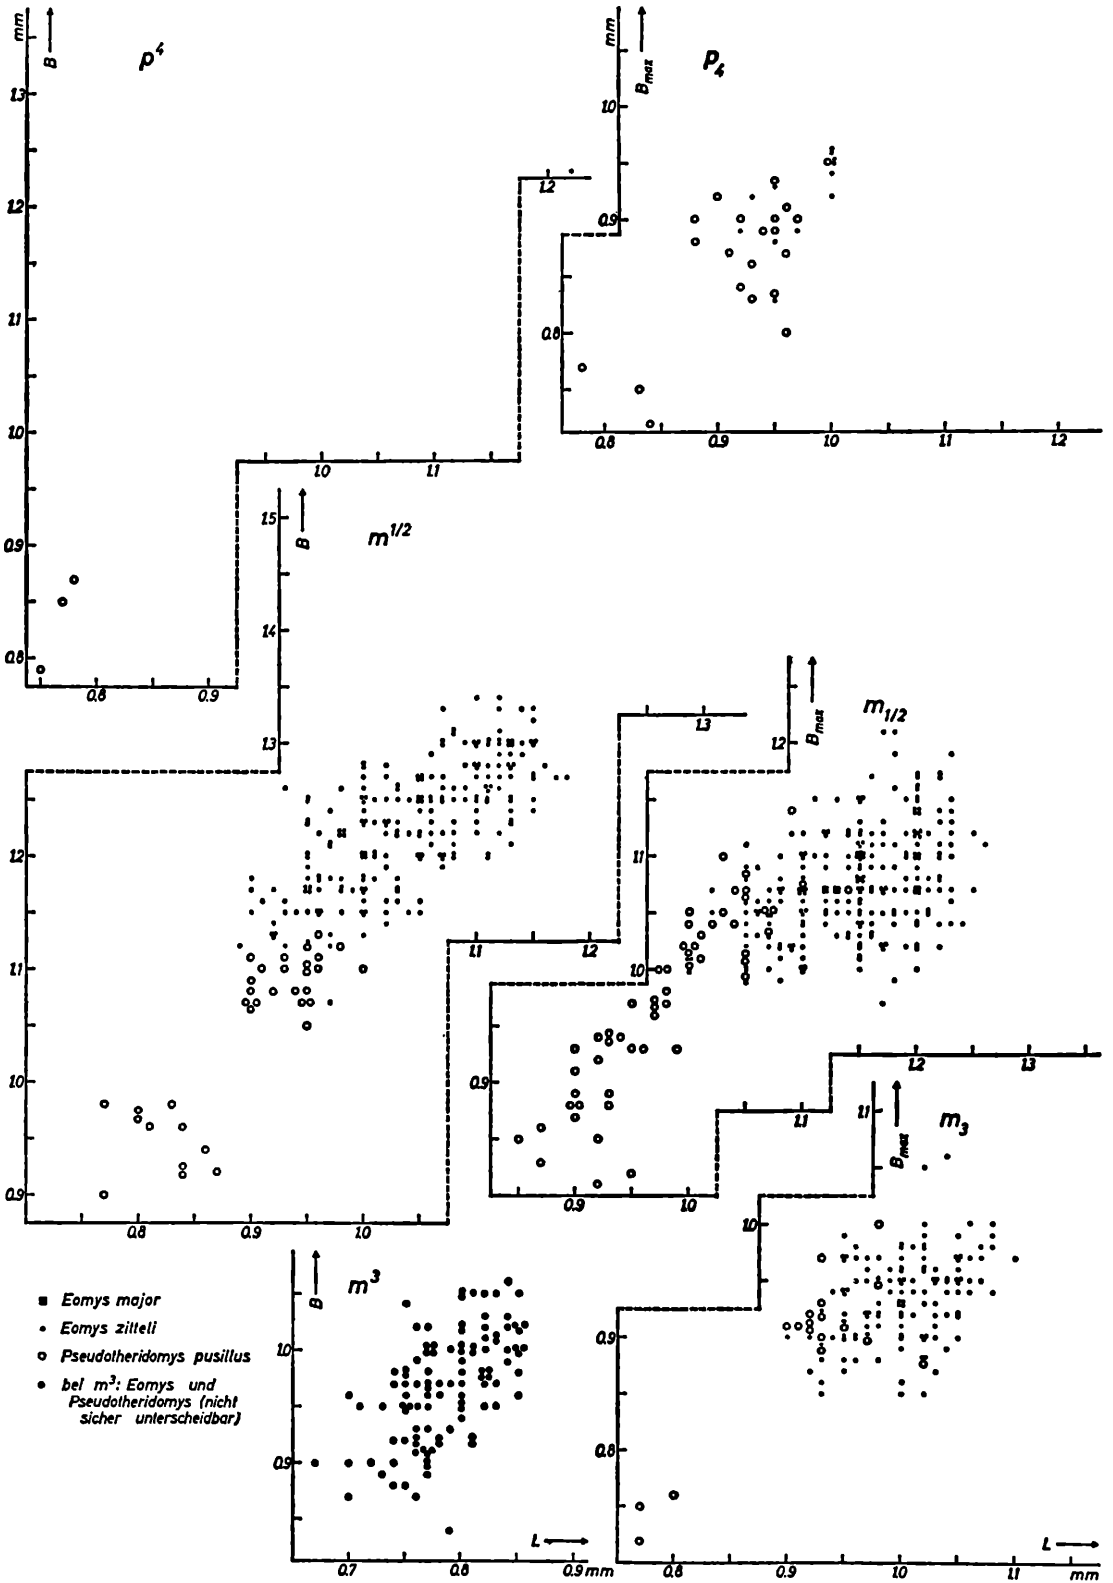 mm
B
p⁴
1.3
1.2
1.1
1.0
0.9
0.8
0.8
0.9
1.0
1.1
1.2
mm
Bmax
p₄
1.0
0.9
0.8
0.8
0.9
1.0
1.1
1.2
B
m1/2
1.5
1.4
1.3
1.2
1.1
1.0
0.9
0.8
0.9
1.0
1.1
1.2
1.3
Bmax
m1/2
1.2
1.1
1.0
0.9
0.9
1.0
1.1
1.2
1.3
Bmax
m₃
1.1
1.0
0.9
0.8
0.8
0.9
1.0
1.1
L
mm
B
m³
1.0
0.9
0.7
0.8
0.9 mm
L
Eomys major
Eomys zitteli
Pseudotheridomys pusillus
bei m³: Eomys und
Pseudotheridomys (nicht
sicher unterscheidbar)